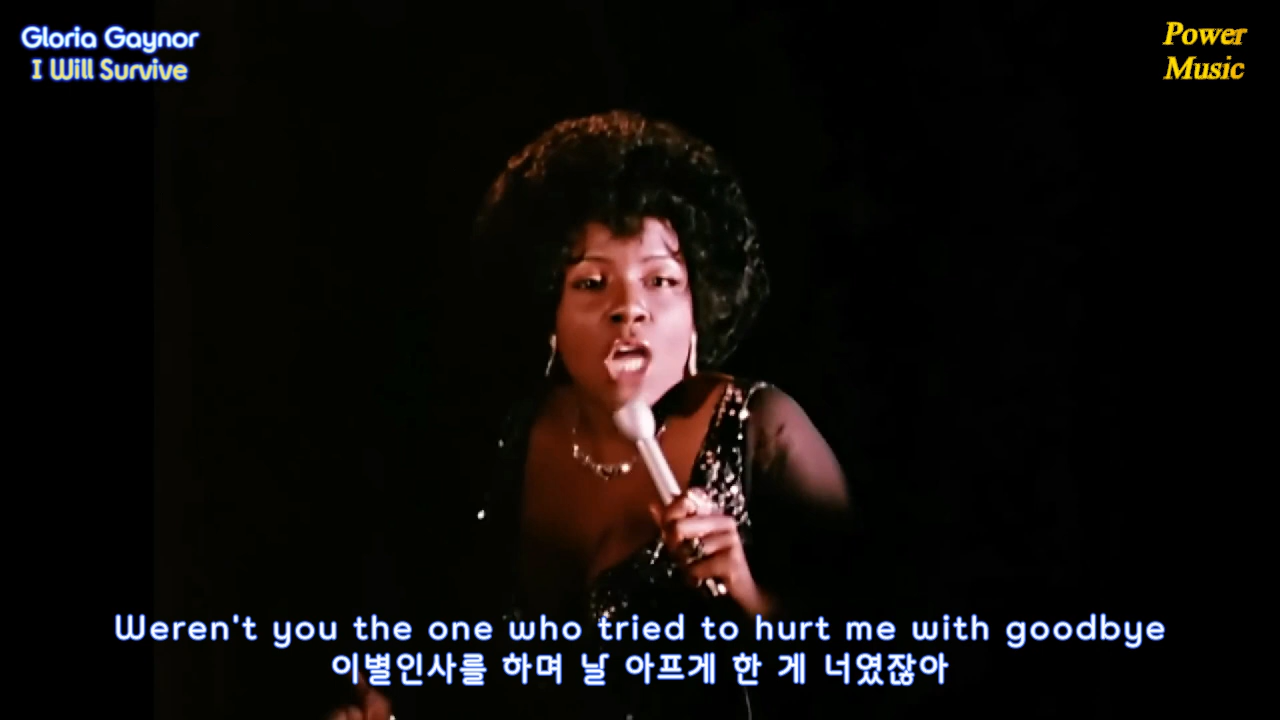 Gloria Gaynor
I Will Survive
Power
Music
Weren't you the one who tried to hurt me with goodbye
이별인사를 하며 날 아프게 한 게 너였잖아